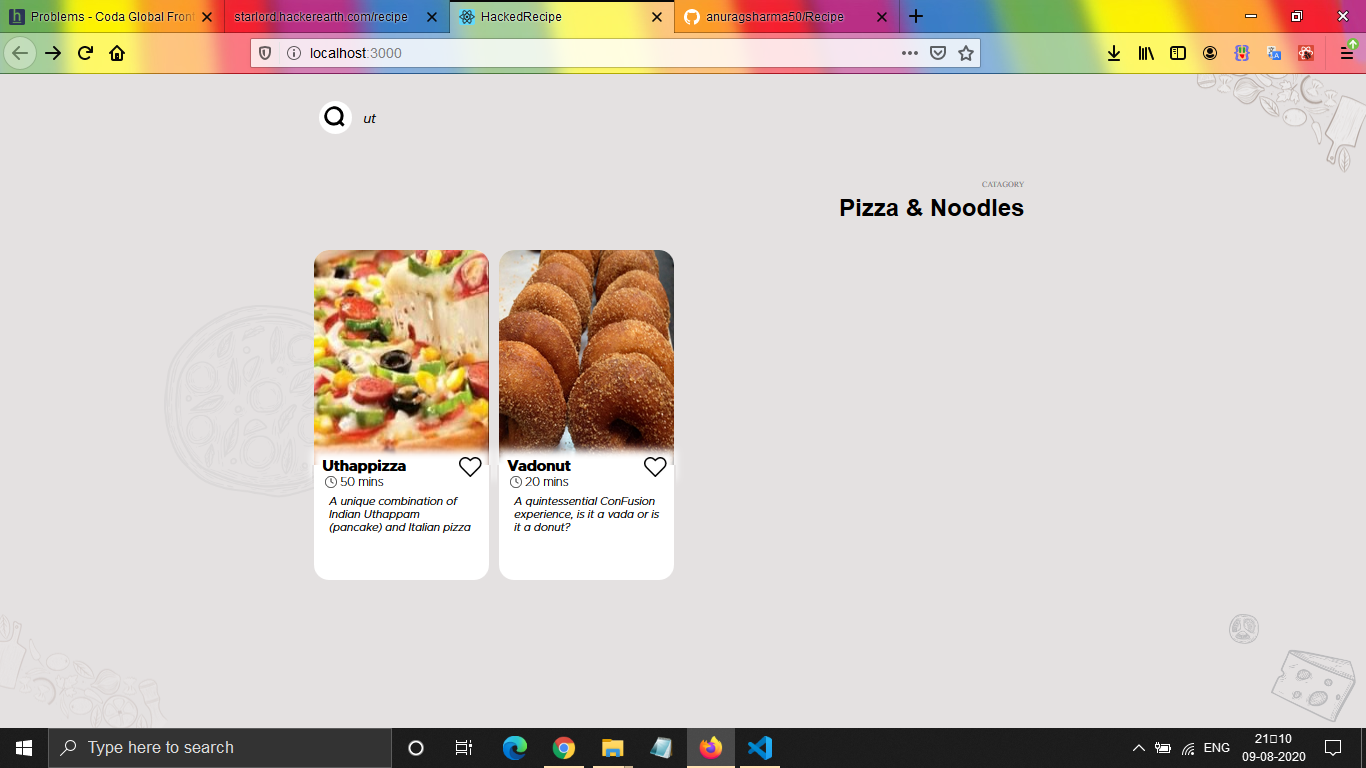 Problems - Coda Global Front
starlord.hackerearth.com/recipe
HackedRecipe
anuragsharma50/Recipe
localhost:3000
ut
CATAGORY
Pizza & Noodles
Uthappizza
50 mins
A unique combination of
Indian Uthappam
(pancake) and Italian pizza
Vadonut
20 mins
A quintessential ConFusion
experience, is it a vada or is
it a donut?
Type here to search
ENG
21▯10
09-08-2020